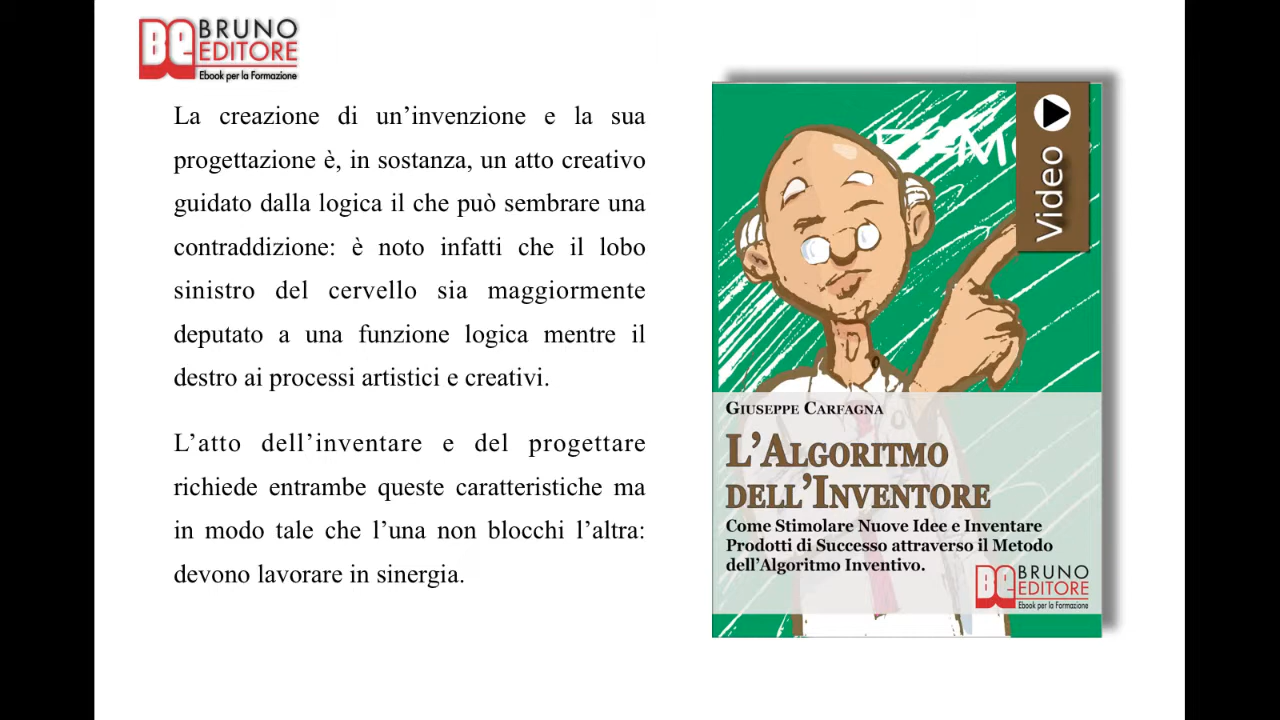 BRUNO
EDITORE
Ebook per la Formazione
La creazione di un’invenzione e la sua
progettazione è, in sostanza, un atto creativo
guidato dalla logica il che può sembrare una
contraddizione: è noto infatti che il lobo
sinistro del cervello sia maggiormente
deputato a una funzione logica mentre il
destro ai processi artistici e creativi.
L’atto dell’inventare e del progettare
richiede entrambe queste caratteristiche ma
in modo tale che l’una non blocchi l’altra:
devono lavorare in sinergia.
Video
GIUSEPPE CARFAGNA
L’ALGORITMO
DELL’INVENTORE
Come Stimolare Nuove Idee e Inventare
Prodotti di Successo attraverso il Metodo
dell’Algoritmo Inventivo.
BRUNO
EDITORE
Ebook per la Formazione